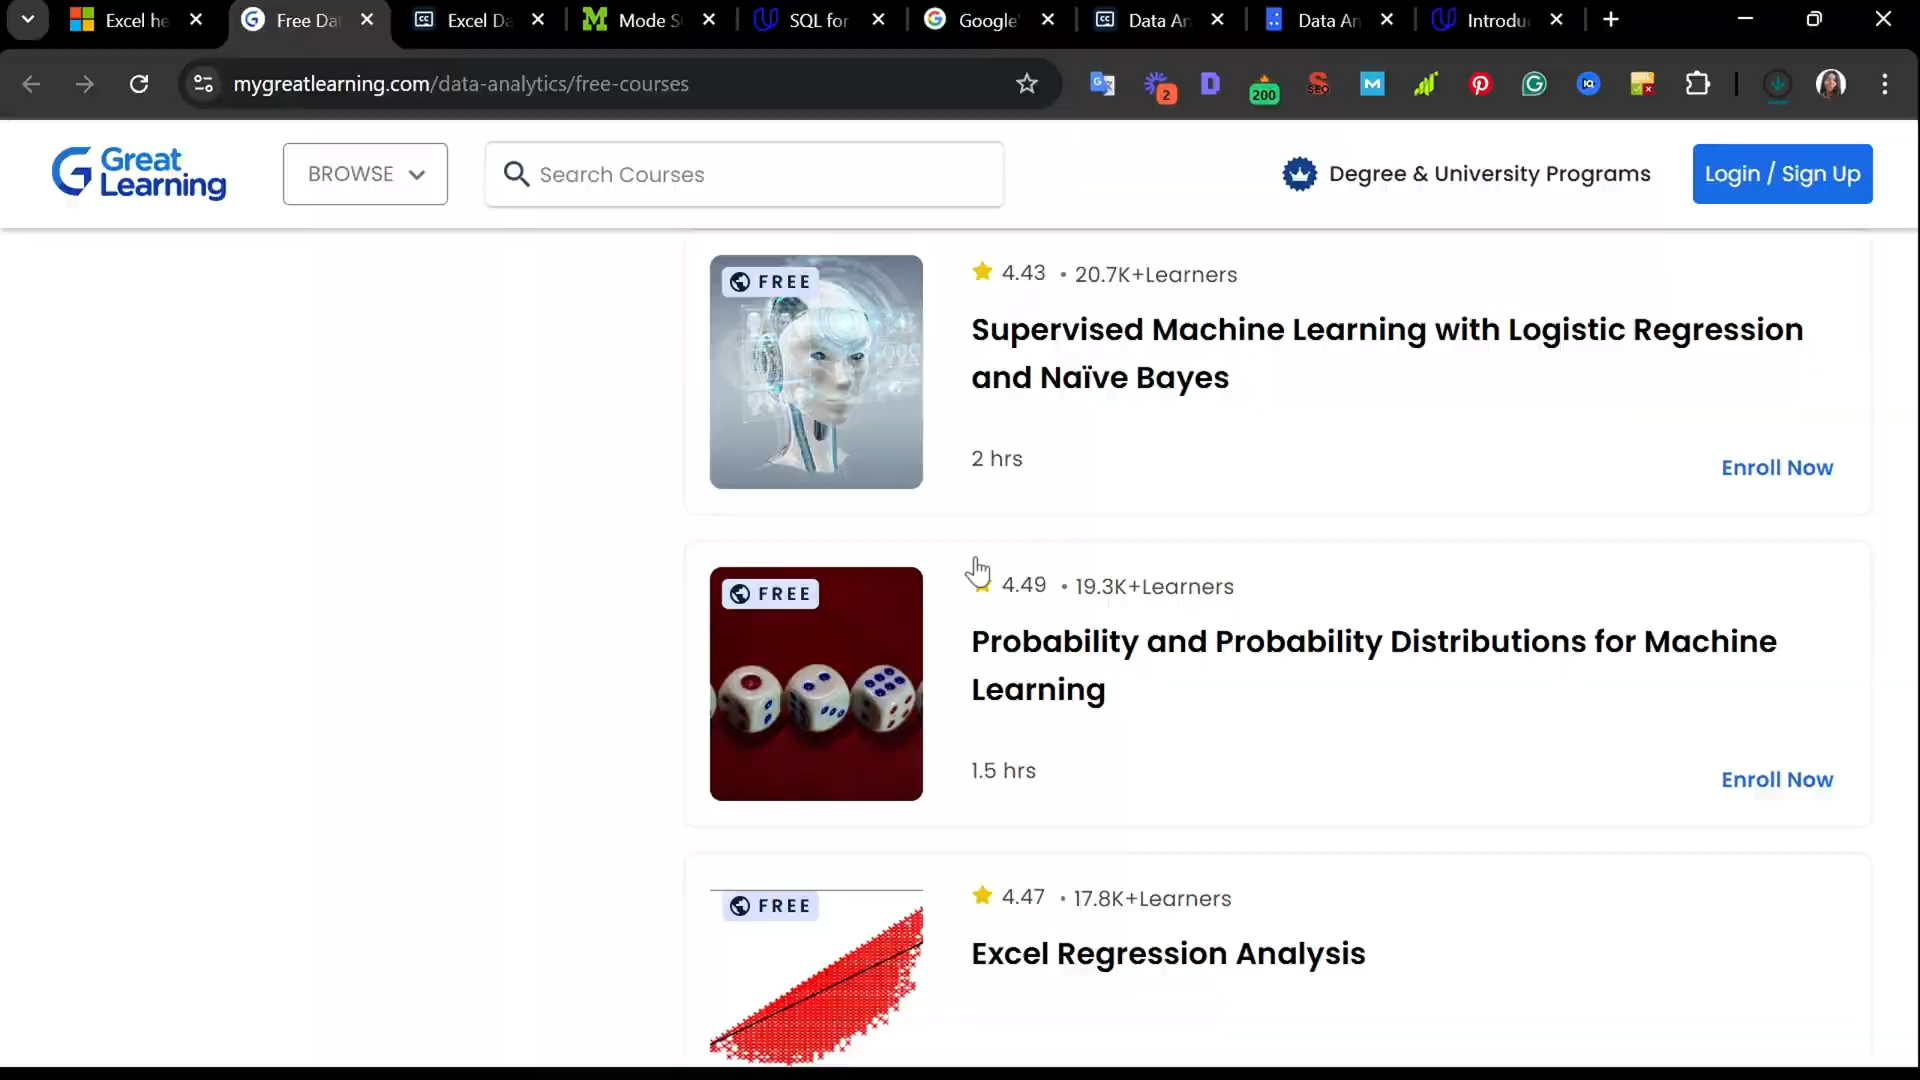 Excel he
Free Dat
Excel Da
Mode S
SQL for
Google'
Data An
Data An
Introdu
mygreatlearning.com/data-analytics/free-courses
2
200
SEO
Great
Learning
BROWSE
Search Courses
Degree & University Programs
Login / Sign Up
FREE
4.43 • 20.7K+Learners
Supervised Machine Learning with Logistic Regression
and Naïve Bayes
2 hrs
Enroll Now
FREE
4.49 • 19.3K+Learners
Probability and Probability Distributions for Machine
Learning
1.5 hrs
Enroll Now
FREE
4.47 • 17.8K+Learners
Excel Regression Analysis